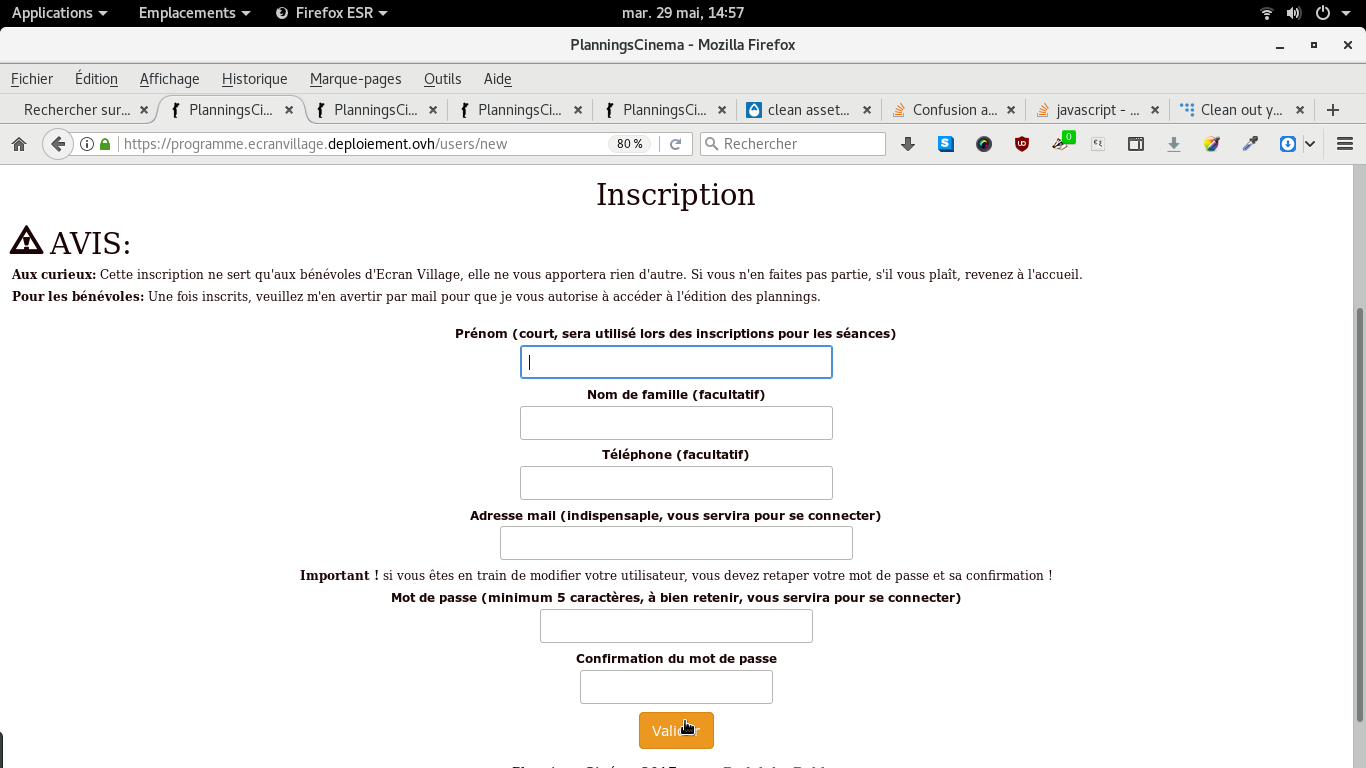 Applications Emplacements Firefox ESR mar. 29 mai, 14:57
PlanningsCinema - Mozilla Firefox
Fichier Édition Affichage Historique Marque-pages Outils Aide
Rechercher sur... PlanningsCi... PlanningsCi... PlanningsCi... PlanningsCi... clean asset... Confusion a... javascript - ... Clean out y...
https://programme.ecranvillage.deploiement.ovh/users/new 80 % Rechercher 0
Inscription
AVIS:
Aux curieux: Cette inscription ne sert qu'aux bénévoles d'Ecran Village, elle ne vous apportera rien d'autre. Si vous n'en faites pas partie, s'il vous plaît, revenez à l'accueil.
Pour les bénévoles: Une fois inscrits, veuillez m'en avertir par mail pour que je vous autorise à accéder à l'édition des plannings.
Prénom (court, sera utilisé lors des inscriptions pour les séances)
Nom de famille (facultatif)
Téléphone (facultatif)
Adresse mail (indispensaple, vous servira pour se connecter)
Important ! si vous êtes en train de modifier votre utilisateur, vous devez retaper votre mot de passe et sa confirmation !
Mot de passe (minimum 5 caractères, à bien retenir, vous servira pour se connecter)
Confirmation du mot de passe
Valider